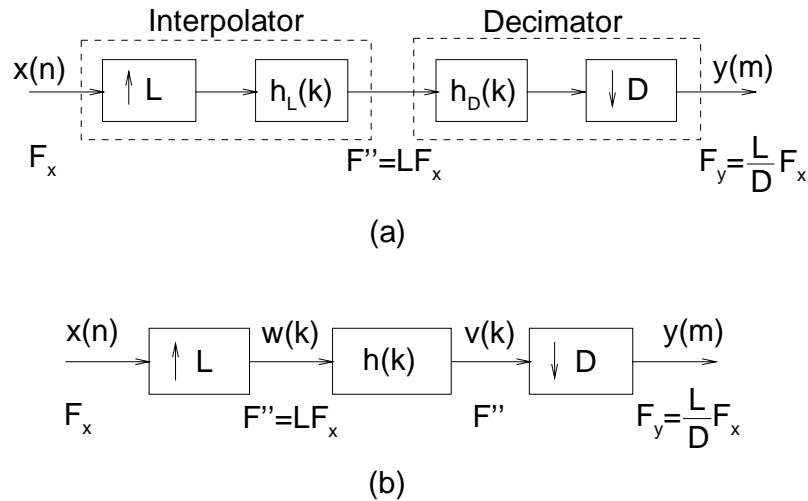 Interpolator Decimator
x(n) ↑ L h_L(k) h_D(k) ↓ D y(m)
F_x F''=LF_x F_y=L/D F_x
(a)
x(n) ↑ L w(k) h(k) v(k) ↓ D y(m)
F_x F''=LF_x F'' F_y=L/D F_x
(b)